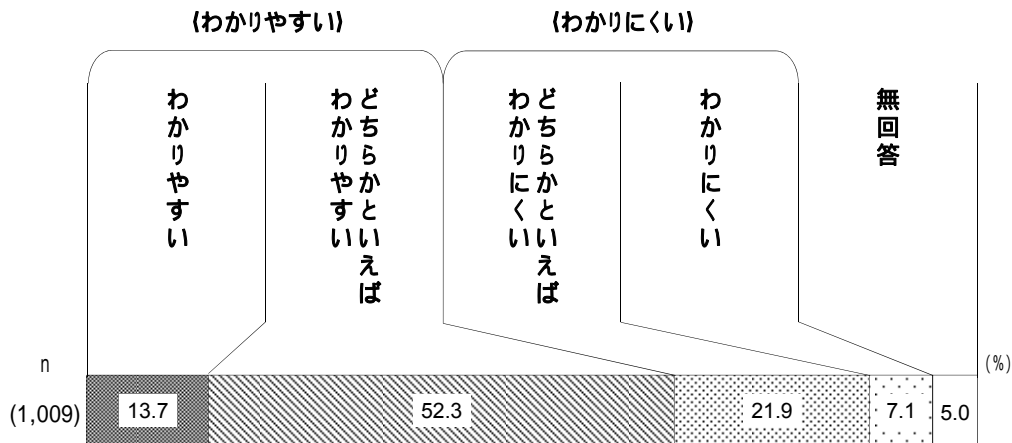 (わかりやすい)
(わかりにくい)
わかりやすい
どちらかといえば
わかりやすい
どちらかといえば
わかりにくい
わかりにくい
無回答
n
(%)
(1,009)
13.7
52.3
21.9
7.1
5.0